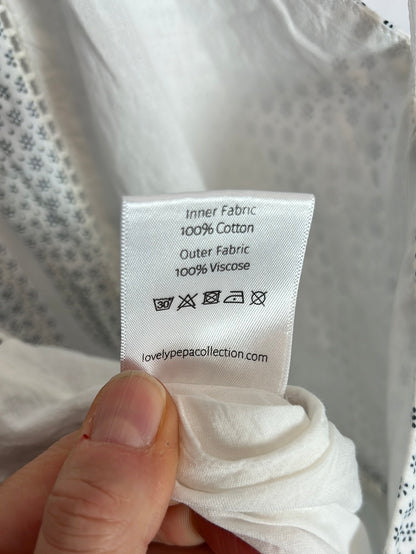 Inner Fabric
100% Cotton
Outer Fabric
100% Viscose
30
lovelypepacollection.com